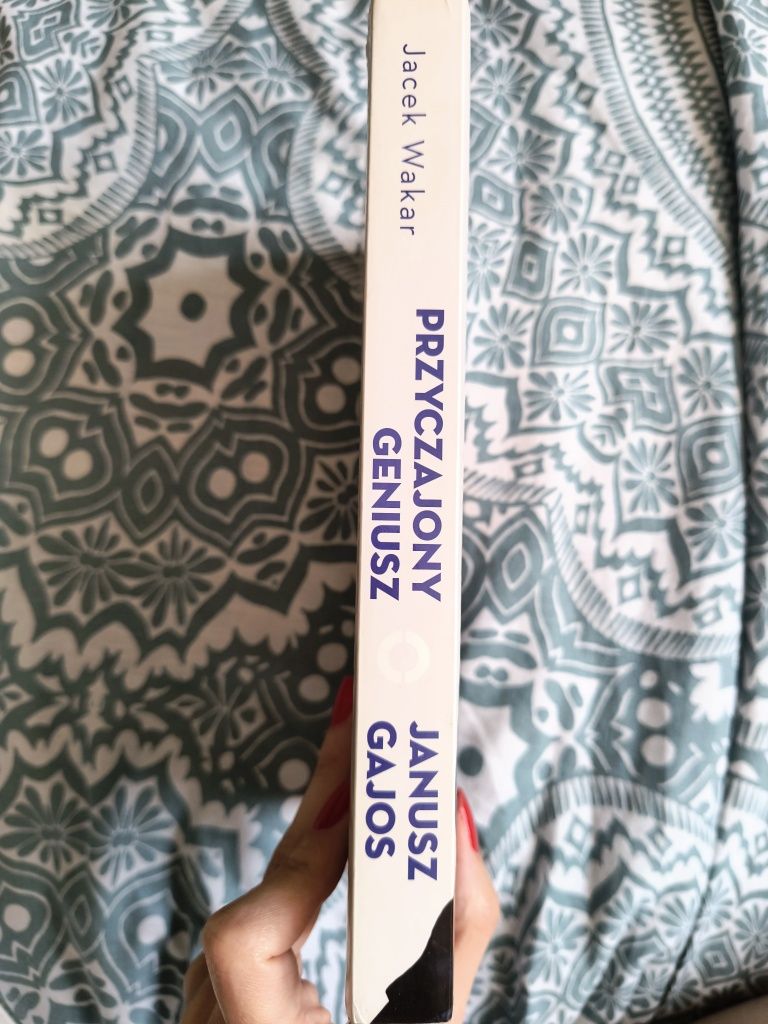 Jacek Wakar
PRZYCZAJONY
GENIUSZ
JANUSZ
GAJOS